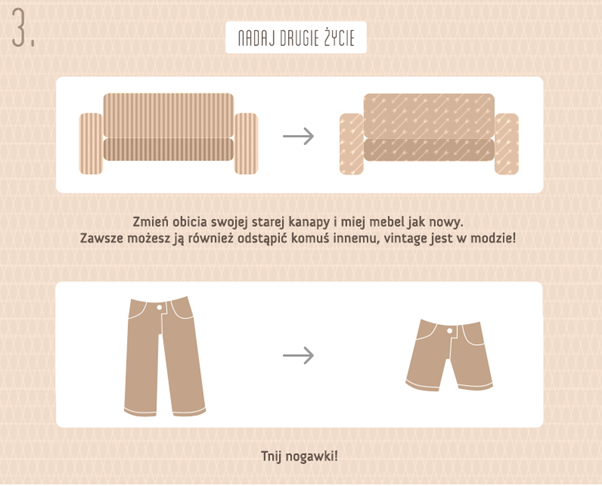 3.
NADAJ DRUGIE ŻYCIE
Zmień obicia swojej starej kanapy i miej mebel jak nowy.
Zawsze możesz ją również odstąpić komuś innemu, vintage jest w modzie!
Tnij nogawki!